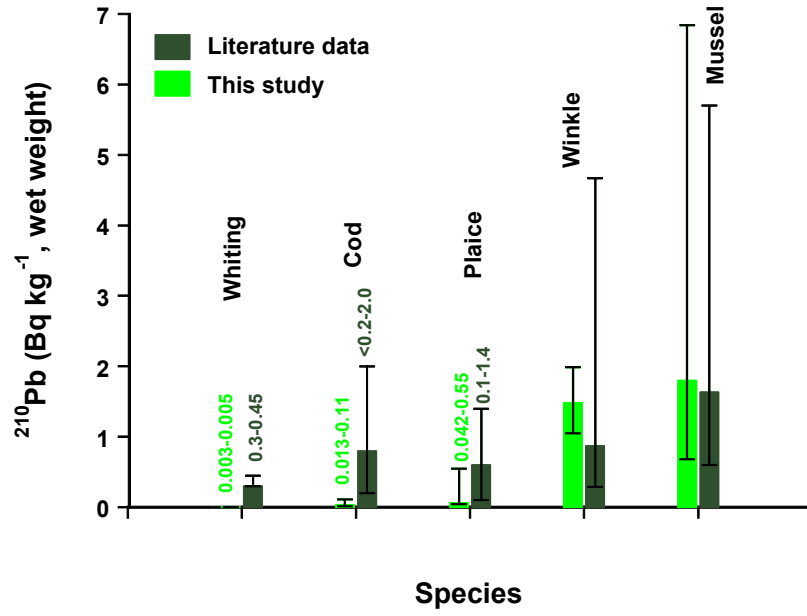 7
6
5
4
3
2
1
0
²¹⁰Pb (Bq kg⁻¹ , wet weight)
Literature data
This study
Whiting
Cod
Plaice
Winkle
Mussel
0.003-0.005
0.3-0.45
0.013-0.11
<0.2-2.0
0.042-0.55
0.1-1.4
Species